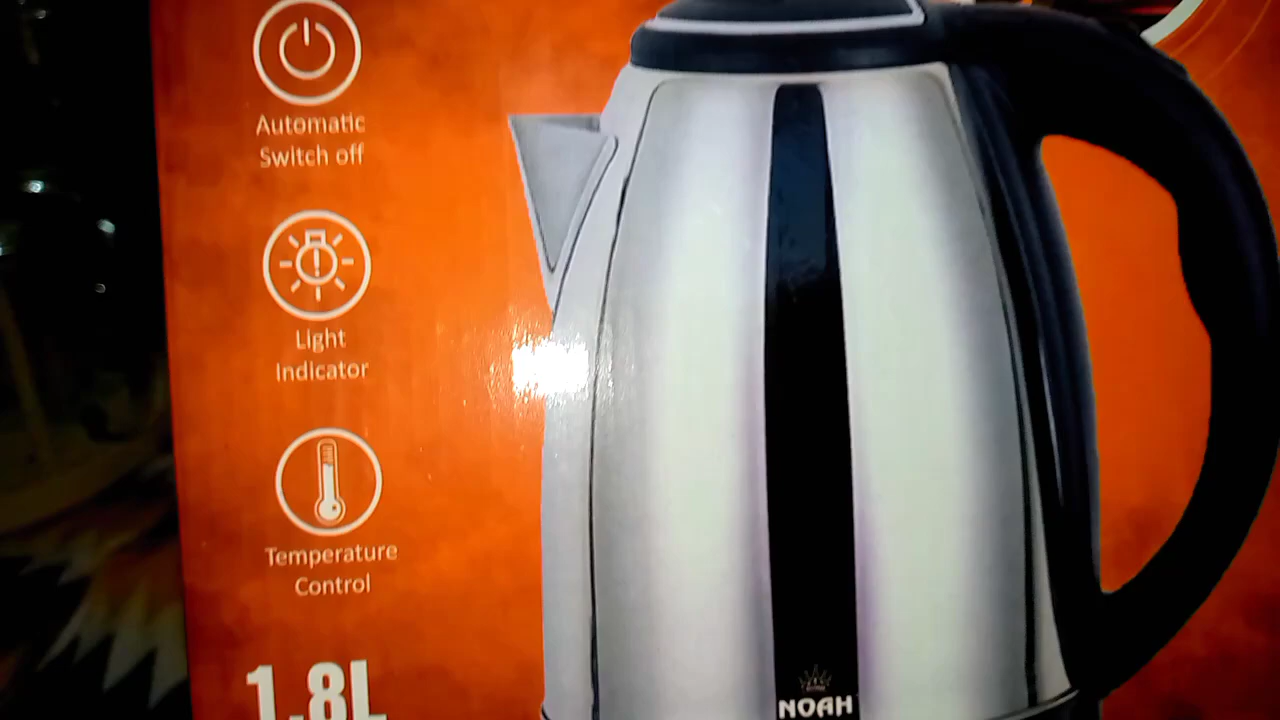 Automatic
Switch off
Light
Indicator
Temperature
Control
1.8L
NOAH